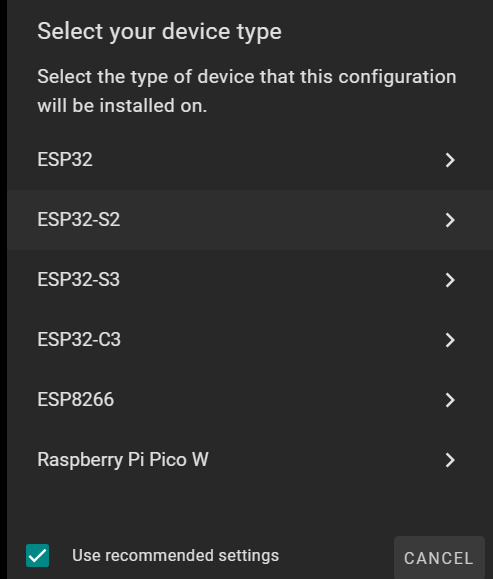 Select your device type
Select the type of device that this configuration
will be installed on.
ESP32
ESP32-S2
ESP32-S3
ESP32-C3
ESP8266
Raspberry Pi Pico W
Use recommended settings
CANCEL